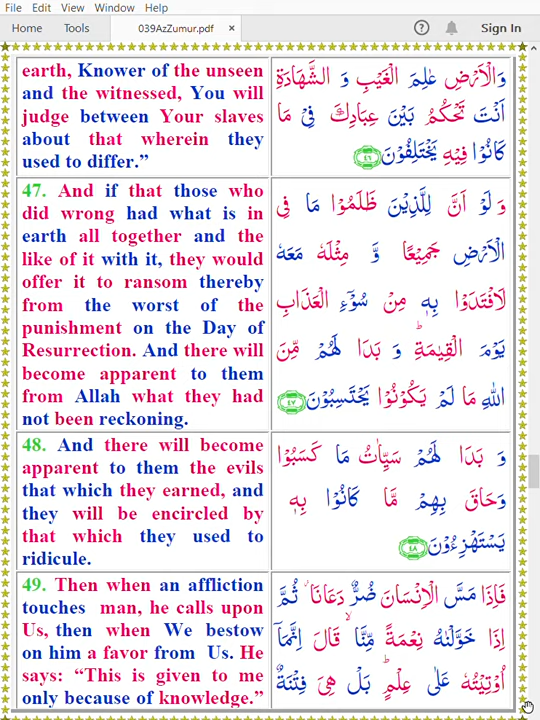 File Edit View Window Help
Home Tools 039AzZumur.pdf × Sign In
earth, Knower of the unseen
and the witnessed, You will
judge between Your slaves
about that wherein they
used to differ.”
وَالْاَرْضِ عٰلِمَ الْغَيْبِ وَ الشَّهَادَةِ
اَنْتَ تَحْكُمُ بَيْنَ عِبَادِكَ فِيْ مَا
كَانُوْا فِيْهِ يَخْتَلِفُوْنَ ﴿٤٦﴾
47. And if that those who
did wrong had what is in
earth all together and the
like of it with it, they would
offer it to ransom thereby
from the worst of the
punishment on the Day of
Resurrection. And there will
become apparent to them
from Allah what they had
not been reckoning.
وَ لَوْ اَنَّ لِلَّذِيْنَ ظَلَمُوْا مَا فِي
الْاَرْضِ جَمِيْعًا وَّ مِثْلَهٗ مَعَهٗ
لَافْتَدَوْا بِهٖ مِنْ سُوْٓءِ الْعَذَابِ
يَوْمَ الْقِيٰمَةِ ؕ وَ بَدَا لَهُمْ مِّنَ
اللّٰهِ مَا لَمْ يَكُوْنُوْا يَحْتَسِبُوْنَ ﴿٤٧﴾
48. And there will become
apparent to them the evils
that which they earned, and
they will be encircled by
that which they used to
ridicule.
وَ بَدَا لَهُمْ سَيِّاٰتُ مَا كَسَبُوْا
وَحَاقَ بِهِمْ مَّا كَانُوْا بِهٖ
يَسْتَهْزِءُوْنَ ﴿٤٨﴾
49. Then when an affliction
touches man, he calls upon
Us, then when We bestow
on him a favor from Us. He
says: “This is given to me
only because of knowledge.”
فَاِذَا مَسَّ الْاِنْسَانَ ضُرٌّ دَعَانَا ؗ ثُمَّ
اِذَا خَوَّلْنٰهُ نِعْمَةً مِّنَّا ۙ قَالَ اِنَّمَاۤ
اُوْتِيْتُهٗ عَلٰى عِلْمٍ ؕ بَلْ هِيَ فِتْنَةٌ